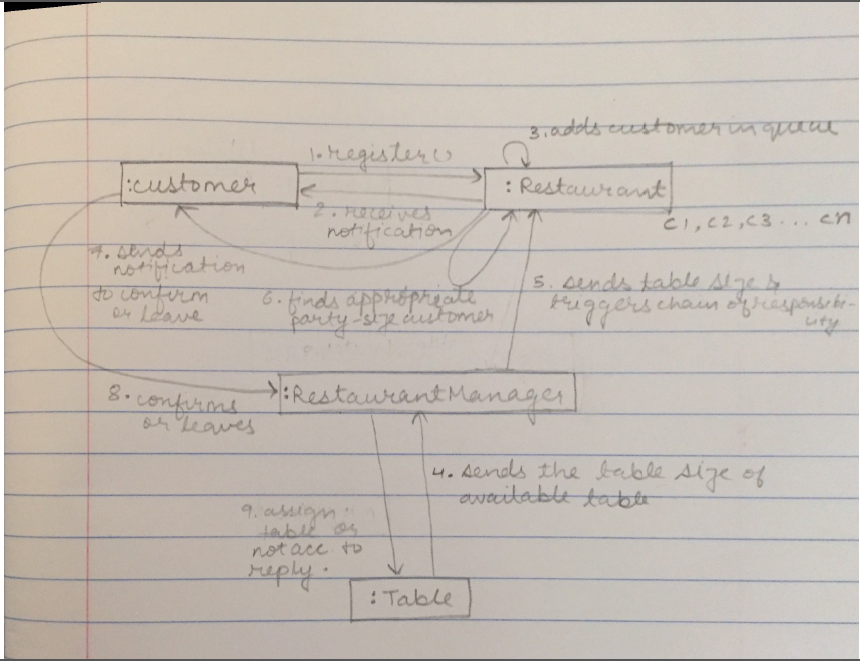 3. adds customer in queue
1. register()
:customer
: Restaurant
2. receives
notification
c1, c2, c3 ... cn
7. sends
notification
to confirm
or leave
6. finds appropriate
party-size customer
5. sends table size &
triggers chain of responsibi-
lity
:RestaurantManager
8. confirms
or leaves
4. sends the table size of
available table
9. assign
table or
not acc to
reply.
:Table